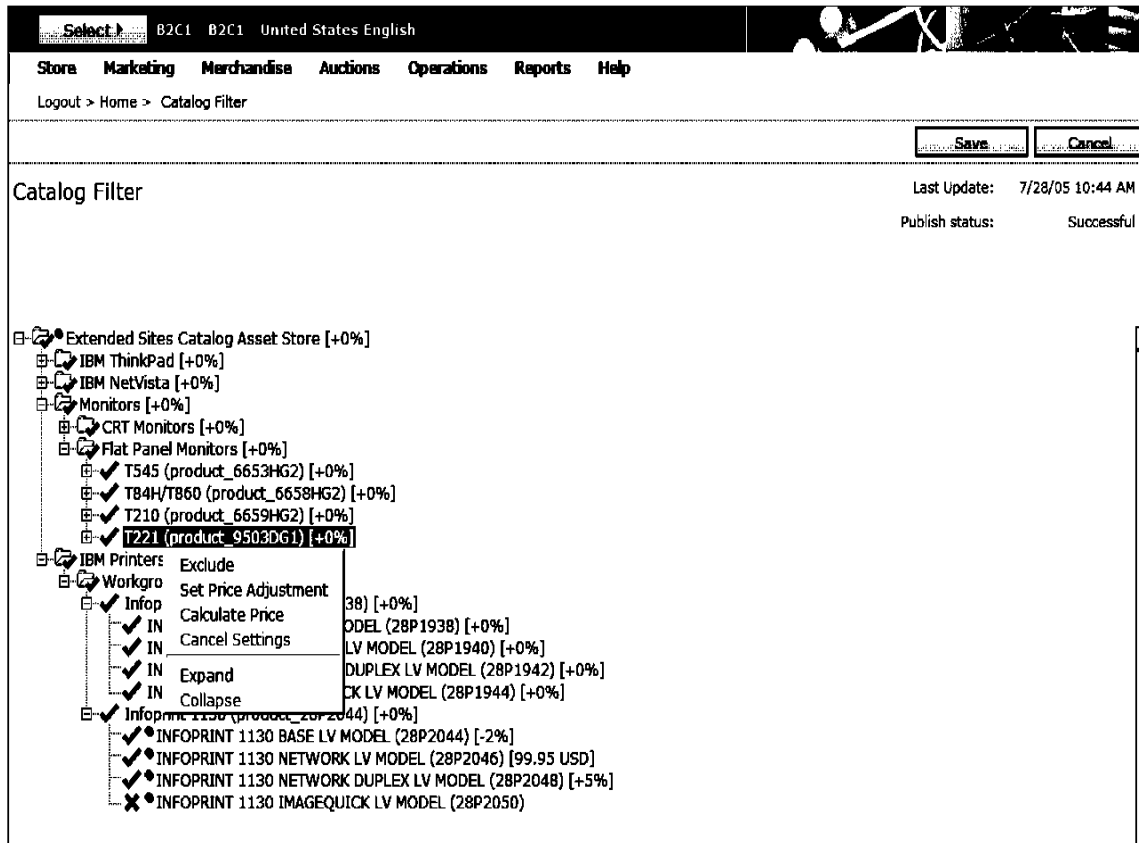 Select B2C1 B2C1 United States English
Store Marketing Merchandise Auctions Operations Reports Help
Logout > Home > Catalog Filter
Save Cancel
Catalog Filter
Last Update: 7/28/05 10:44 AM
Publish status: Successful
Extended Sites Catalog Asset Store [+0%]
IBM ThinkPad [+0%]
IBM NetVista [+0%]
Monitors [+0%]
CRT Monitors [+0%]
Flat Panel Monitors [+0%]
T545 (product_6653HG2) [+0%]
T84H/T860 (product_6658HG2) [+0%]
T210 (product_6659HG2) [+0%]
T221 (product_9503DG1) [+0%]
IBM Printers
Exclude
Workgro
Set Price Adjustment
Infop 38) [+0%]
Calculate Price
IN ODEL (28P1938) [+0%]
Cancel Settings
IN LV MODEL (28P1940) [+0%]
IN DUPLEX LV MODEL (28P1942) [+0%]
Expand
IN CK LV MODEL (28P1944) [+0%]
Collapse
Infoprint 1130 (product_28P2044) [+0%]
INFOPRINT 1130 BASE LV MODEL (28P2044) [-2%]
INFOPRINT 1130 NETWORK LV MODEL (28P2046) [99.95 USD]
INFOPRINT 1130 NETWORK DUPLEX LV MODEL (28P2048) [+5%]
INFOPRINT 1130 IMAGEQUICK LV MODEL (28P2050)